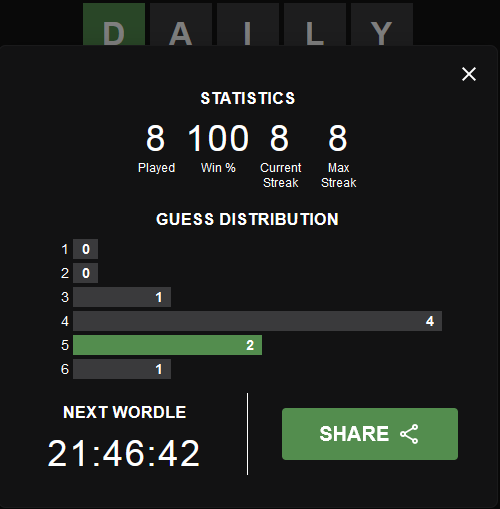 D A I L Y
STATISTICS
8 100 8 8
Played Win % Current Streak Max Streak
GUESS DISTRIBUTION
1 0
2 0
3 1
4 4
5 2
6 1
NEXT WORDLE
21:46:42
SHARE